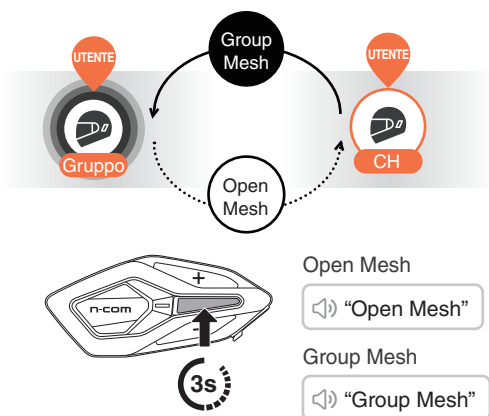 Group
Mesh
UTENTE
UTENTE
Gruppo
CH
Open
Mesh
+
n-com
−
3s
Open Mesh
“Open Mesh”
Group Mesh
“Group Mesh”